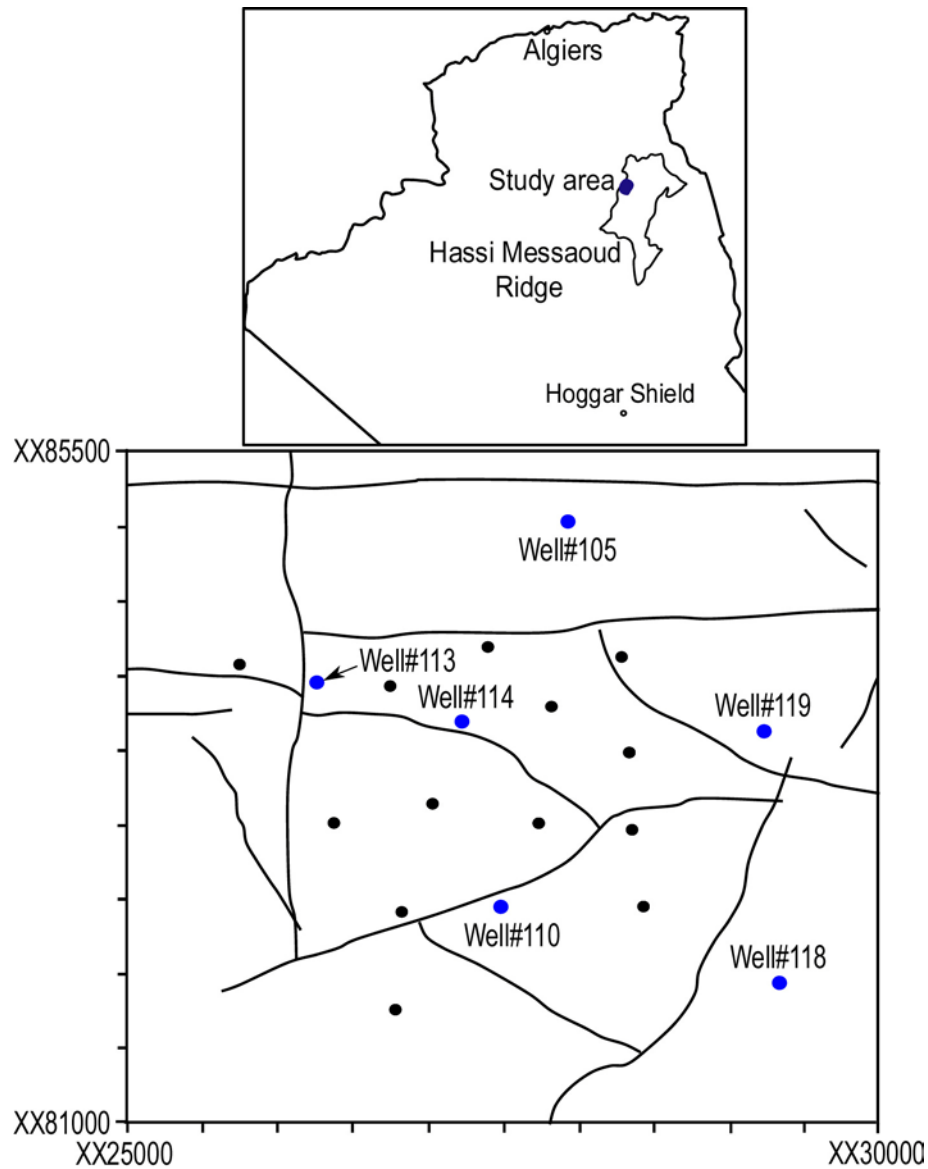 Algiers
Study area
Hassi Messaoud
Ridge
Hoggar Shield
XX85500
Well#105
Well#113
Well#114
Well#119
Well#110
Well#118
XX81000
XX25000
XX30000